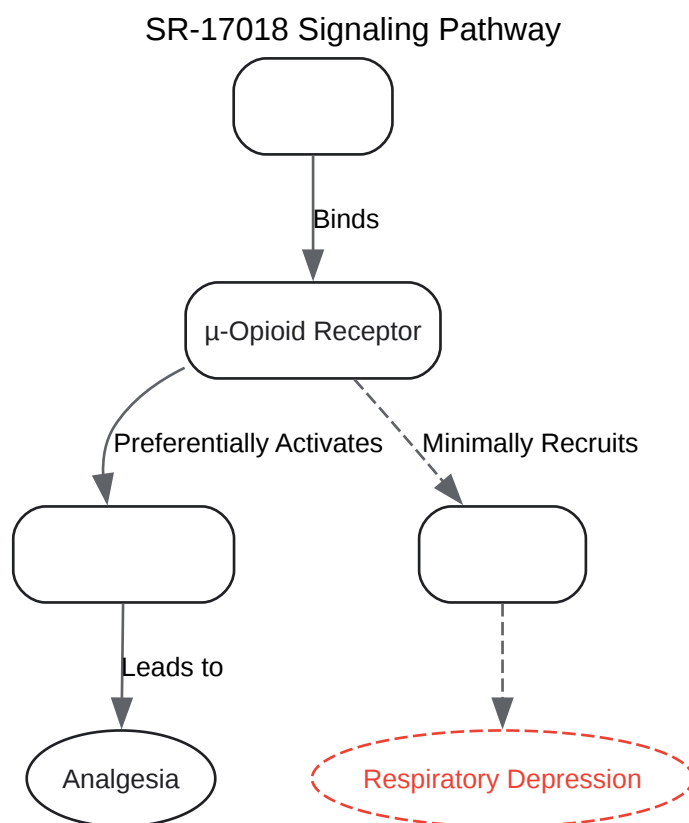 SR-17018 Signaling Pathway
Binds
µ-Opioid Receptor
Preferentially Activates
Minimally Recruits
Leads to
Analgesia
Respiratory Depression